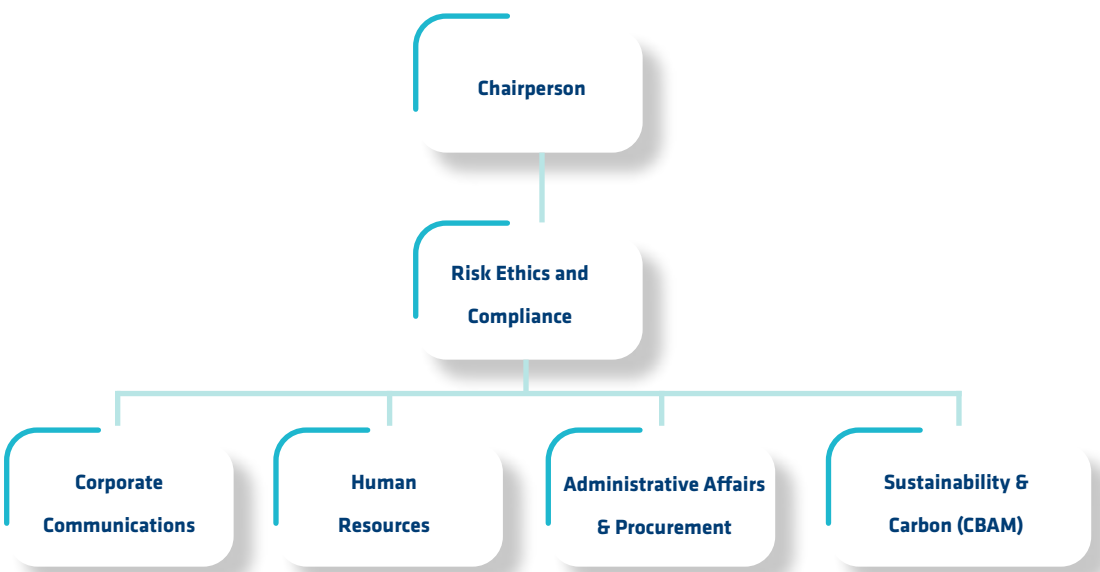 Chairperson
Risk Ethics and
Compliance
Corporate
Communications
Human
Resources
Administrative Affairs
& Procurement
Sustainability &
Carbon (CBAM)